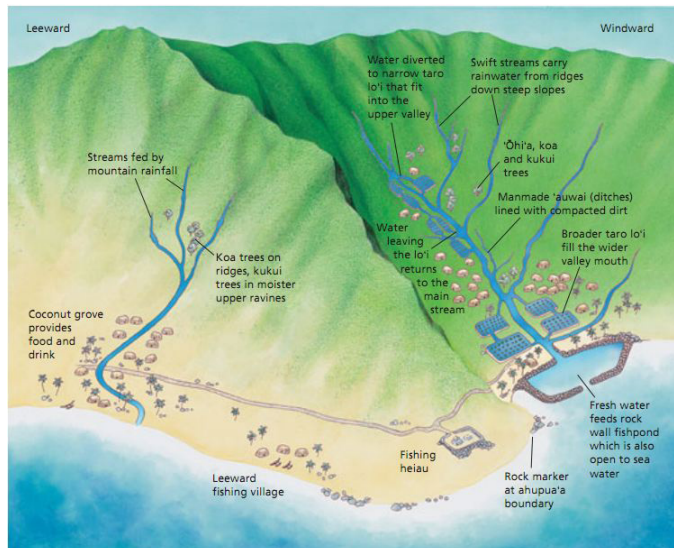 Leeward
Windward
Water diverted
to narrow taro
lo'i that fit
into the
upper valley
Swift streams carry
rainwater from ridges
down steep slopes
'Ōhi'a, koa
and kukui
trees
Streams fed by
mountain rainfall
Manmade 'auwai (ditches)
lined with compacted dirt
Water
leaving
the lo'i
returns
to the
main
stream
Broader taro lo'i
fill the wider
valley mouth
Koa trees on
ridges, kukui
trees in moister
upper ravines
Coconut grove
provides
food and
drink
Fresh water
feeds rock
wall fishpond
which is also
open to sea
water
Fishing
heiau
Rock marker
at ahupua'a
boundary
Leeward
fishing village